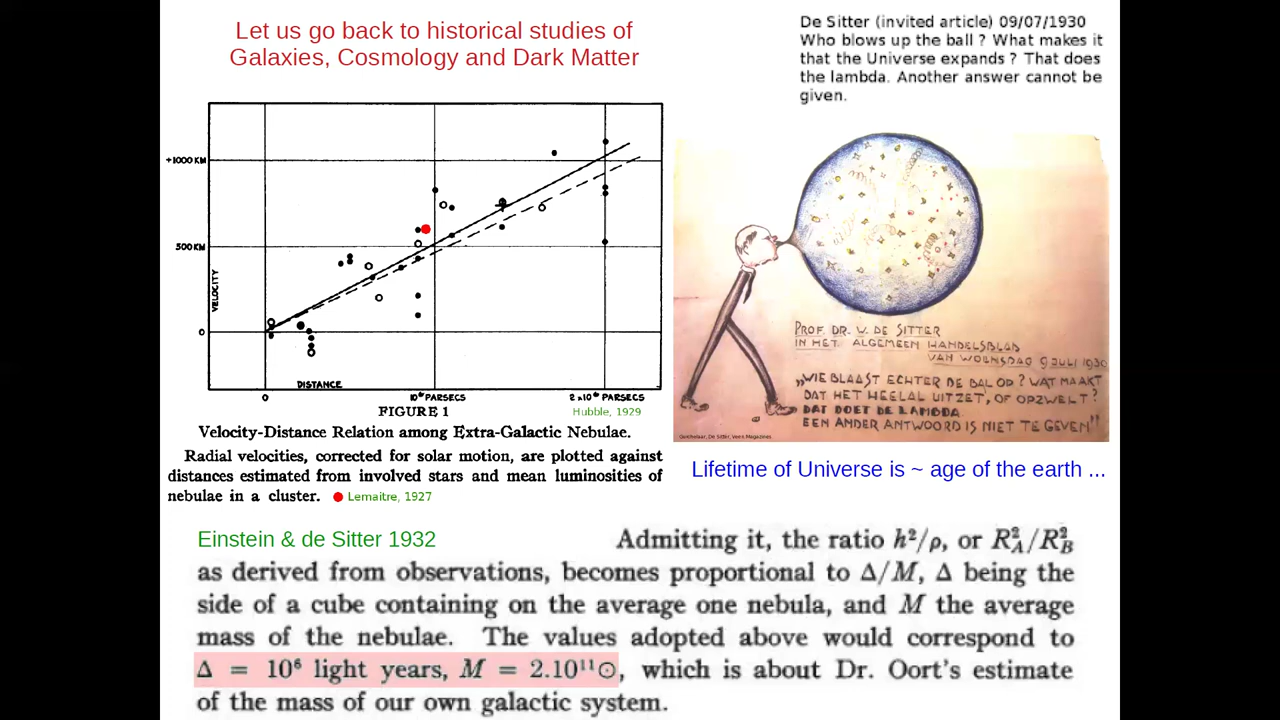 Let us go back to historical studies of
Galaxies, Cosmology and Dark Matter
De Sitter (invited article) 09/07/1930
Who blows up the ball ? What makes it
that the Universe expands ? That does
the lambda. Another answer cannot be
given.
+1000 KM
500 KM
0
VELOCITY
DISTANCE
0
10⁶ PARSECS
2 x 10⁶ PARSECS
FIGURE 1
Hubble, 1929
Velocity-Distance Relation among Extra-Galactic Nebulae.
Radial velocities, corrected for solar motion, are plotted against
distances estimated from involved stars and mean luminosities of
nebulae in a cluster.
Lemaitre, 1927
PROF. DR. W. DE SITTER
IN HET ALGEMEEN HANDELSBLAD
VAN WOENSDAG 9 JULI 1930
„WIE BLAAST ECHTER DE BAL OP? WAT MAAKT
DAT HET HEELAL UITZET, OF OPZWELT?
DAT DOET DE LAMBDA.
EEN ANDER ANTWOORD IS NIET TE GEVEN"
De Sitter, Veen Magazines
Lifetime of Universe is ~ age of the earth ...
Einstein & de Sitter 1932
Admitting it, the ratio h²/ρ, or R²A/R²B
as derived from observations, becomes proportional to Δ/M, Δ being the
side of a cube containing on the average one nebula, and M the average
mass of the nebulae. The values adopted above would correspond to
Δ = 10⁶ light years, M = 2.10¹¹☉, which is about Dr. Oort's estimate
of the mass of our own galactic system.